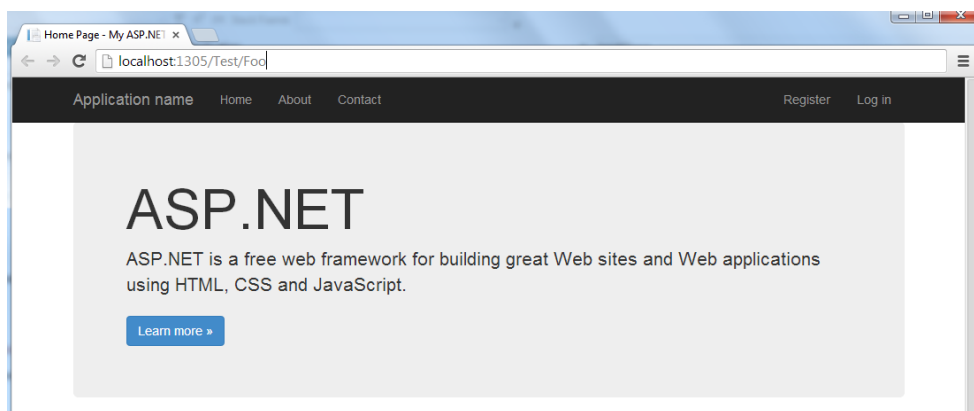 Home Page - My ASP.NET
localhost:1305/Test/Foo
Application name Home About Contact Register Log in
ASP.NET
ASP.NET is a free web framework for building great Web sites and Web applications
using HTML, CSS and JavaScript.
Learn more »